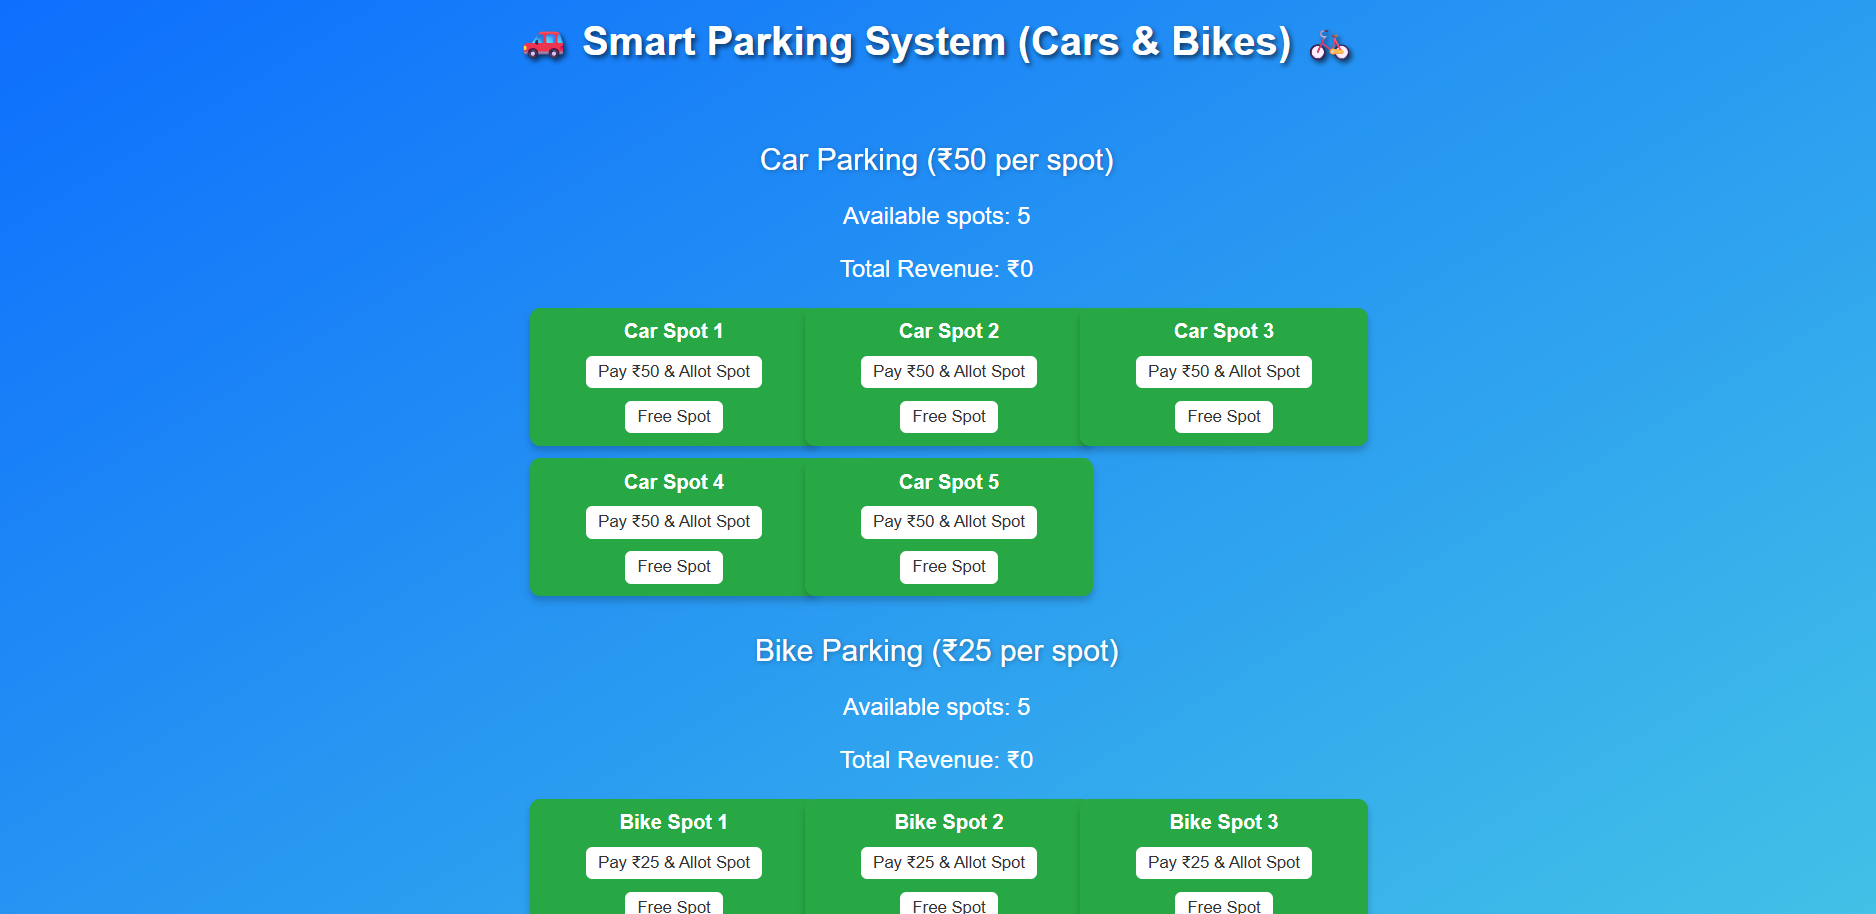 🚗 Smart Parking System (Cars & Bikes) 🚲
Car Parking (₹50 per spot)
Available spots: 5
Total Revenue: ₹0
Car Spot 1 Car Spot 2 Car Spot 3
Pay ₹50 & Allot Spot Pay ₹50 & Allot Spot Pay ₹50 & Allot Spot
Free Spot Free Spot Free Spot
Car Spot 4 Car Spot 5
Pay ₹50 & Allot Spot Pay ₹50 & Allot Spot
Free Spot Free Spot
Bike Parking (₹25 per spot)
Available spots: 5
Total Revenue: ₹0
Bike Spot 1 Bike Spot 2 Bike Spot 3
Pay ₹25 & Allot Spot Pay ₹25 & Allot Spot Pay ₹25 & Allot Spot
Free Spot Free Spot Free Spot